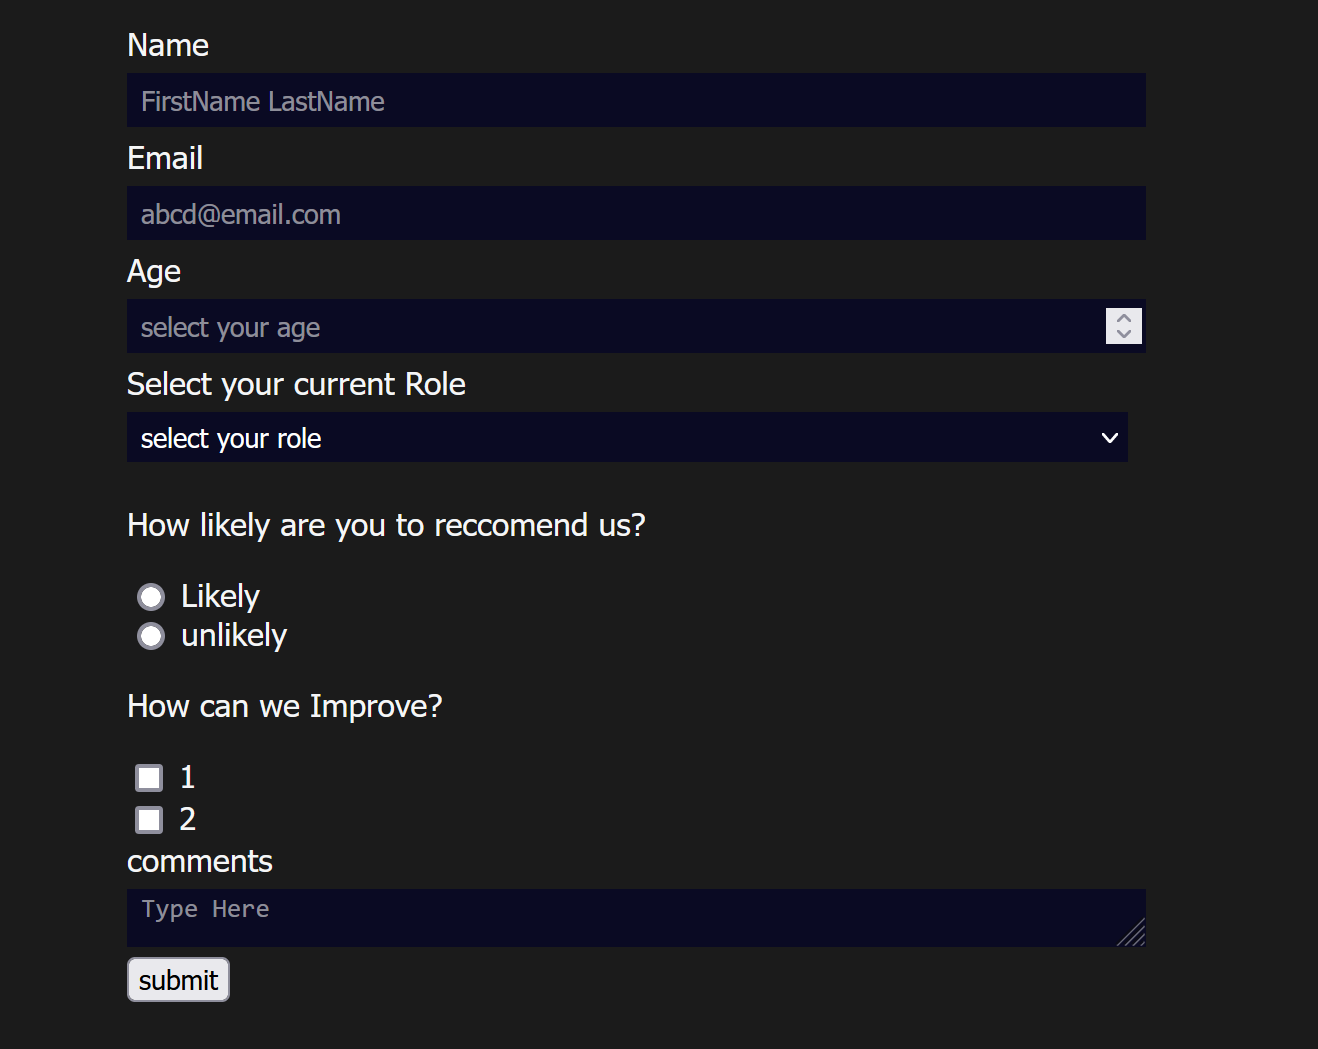 Name
FirstName LastName
Email
abcd@email.com
Age
select your age
Select your current Role
select your role
How likely are you to reccomend us?
Likely
unlikely
How can we Improve?
1
2
comments
Type Here
submit